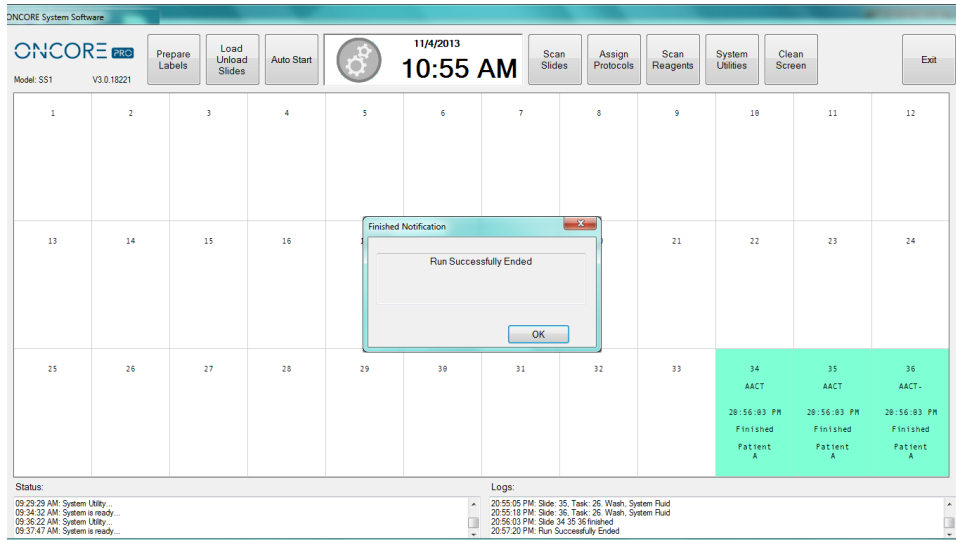 ONCORE System Software
ONCORE PRO
Model: SS1 V3.0.18221
Prepare Labels
Load Unload Slides
Auto Start
11/4/2013
10:55 AM
Scan Slides
Assign Protocols
Scan Reagents
System Utilities
Clean Screen
Exit
1 2 3 4 5 6 7 8 9 10 11 12
Finished Notification
Run Successfully Ended
OK
13 14 15 16 21 22 23 24
25 26 27 28 29 30 31 32 33 34 35 36
AACT AACT AACT-
20:56:03 PM 20:56:03 PM 20:56:03 PM
Finished Finished Finished
Patient Patient Patient
A A A
Status:
09:29:29 AM: System Utility...
09:34:32 AM: System is ready...
09:36:22 AM: System Utility...
09:37:47 AM: System is ready...
Logs:
20:55:05 PM: Slide: 35, Task: 26. Wash, System Fluid
20:55:18 PM: Slide: 36, Task: 26. Wash, System Fluid
20:56:03 PM: Slide 34 35 36 finished
20:57:20 PM: Run Successfully Ended